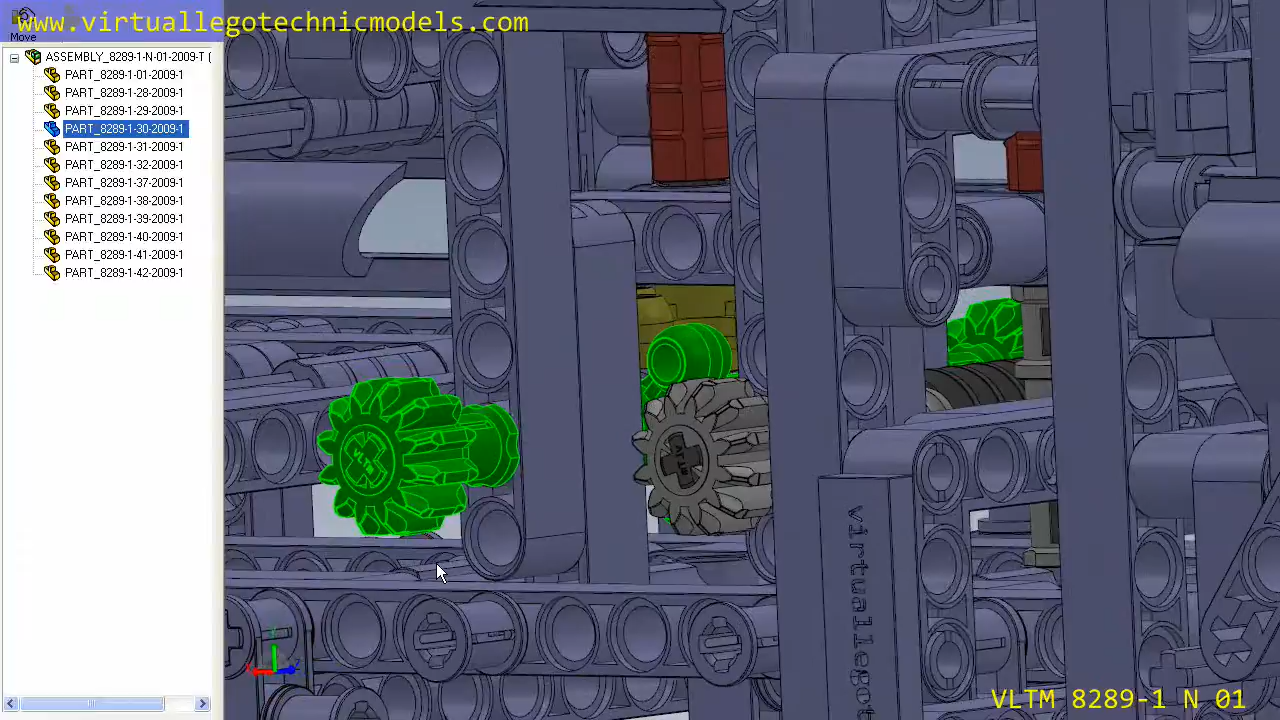 www.virtuallegotechnicmodels.com
Move
ASSEMBLY_8289-1-N-01-2009-T (
PART_8289-1-01-2009-1
PART_8289-1-28-2009-1
PART_8289-1-29-2009-1
PART_8289-1-30-2009-1
PART_8289-1-31-2009-1
PART_8289-1-32-2009-1
PART_8289-1-37-2009-1
PART_8289-1-38-2009-1
PART_8289-1-39-2009-1
PART_8289-1-40-2009-1
PART_8289-1-41-2009-1
PART_8289-1-42-2009-1
VLTM
virtuallegot
VLTM 8289-1 N 01